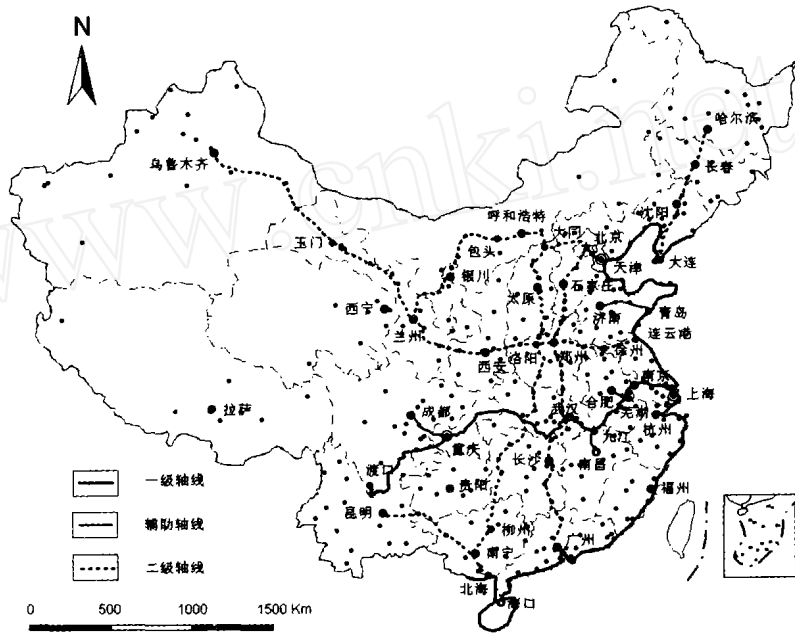 www.cnki.net
N
哈尔滨
长春
乌鲁木齐
沈阳
呼和浩特
大同
北京
玉门
包头
天津
大连
银川
石家庄
太原
西宁
济南
青岛
兰州
连云港
徐州
西安
洛阳
郑州
南京
上海
拉萨
成都
武汉
合肥
芜湖
杭州
重庆
九江
渡口
长沙
南昌
一级轴线
贵阳
福州
昆明
辅助轴线
柳州
广州
二级轴线
南宁
北海
海口
0 500 1000 1500 Km